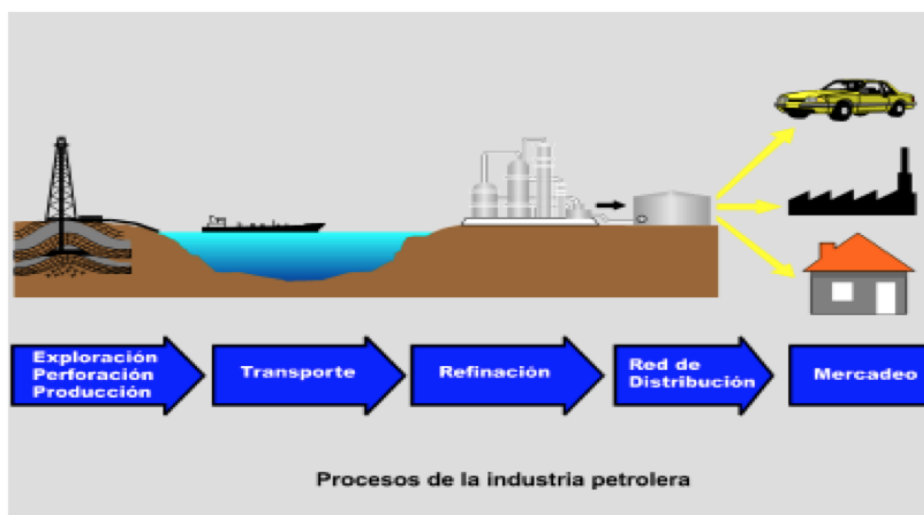 Exploración
Perforación
Producción
Transporte
Refinación
Red de
Distribución
Mercadeo
Procesos de la industria petrolera